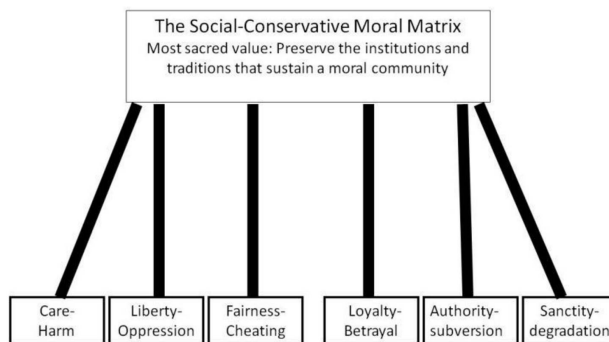 The Social-Conservative Moral Matrix
Most sacred value: Preserve the institutions and
traditions that sustain a moral community
Care-
Harm
Liberty-
Oppression
Fairness-
Cheating
Loyalty-
Betrayal
Authority-
subversion
Sanctity-
degradation